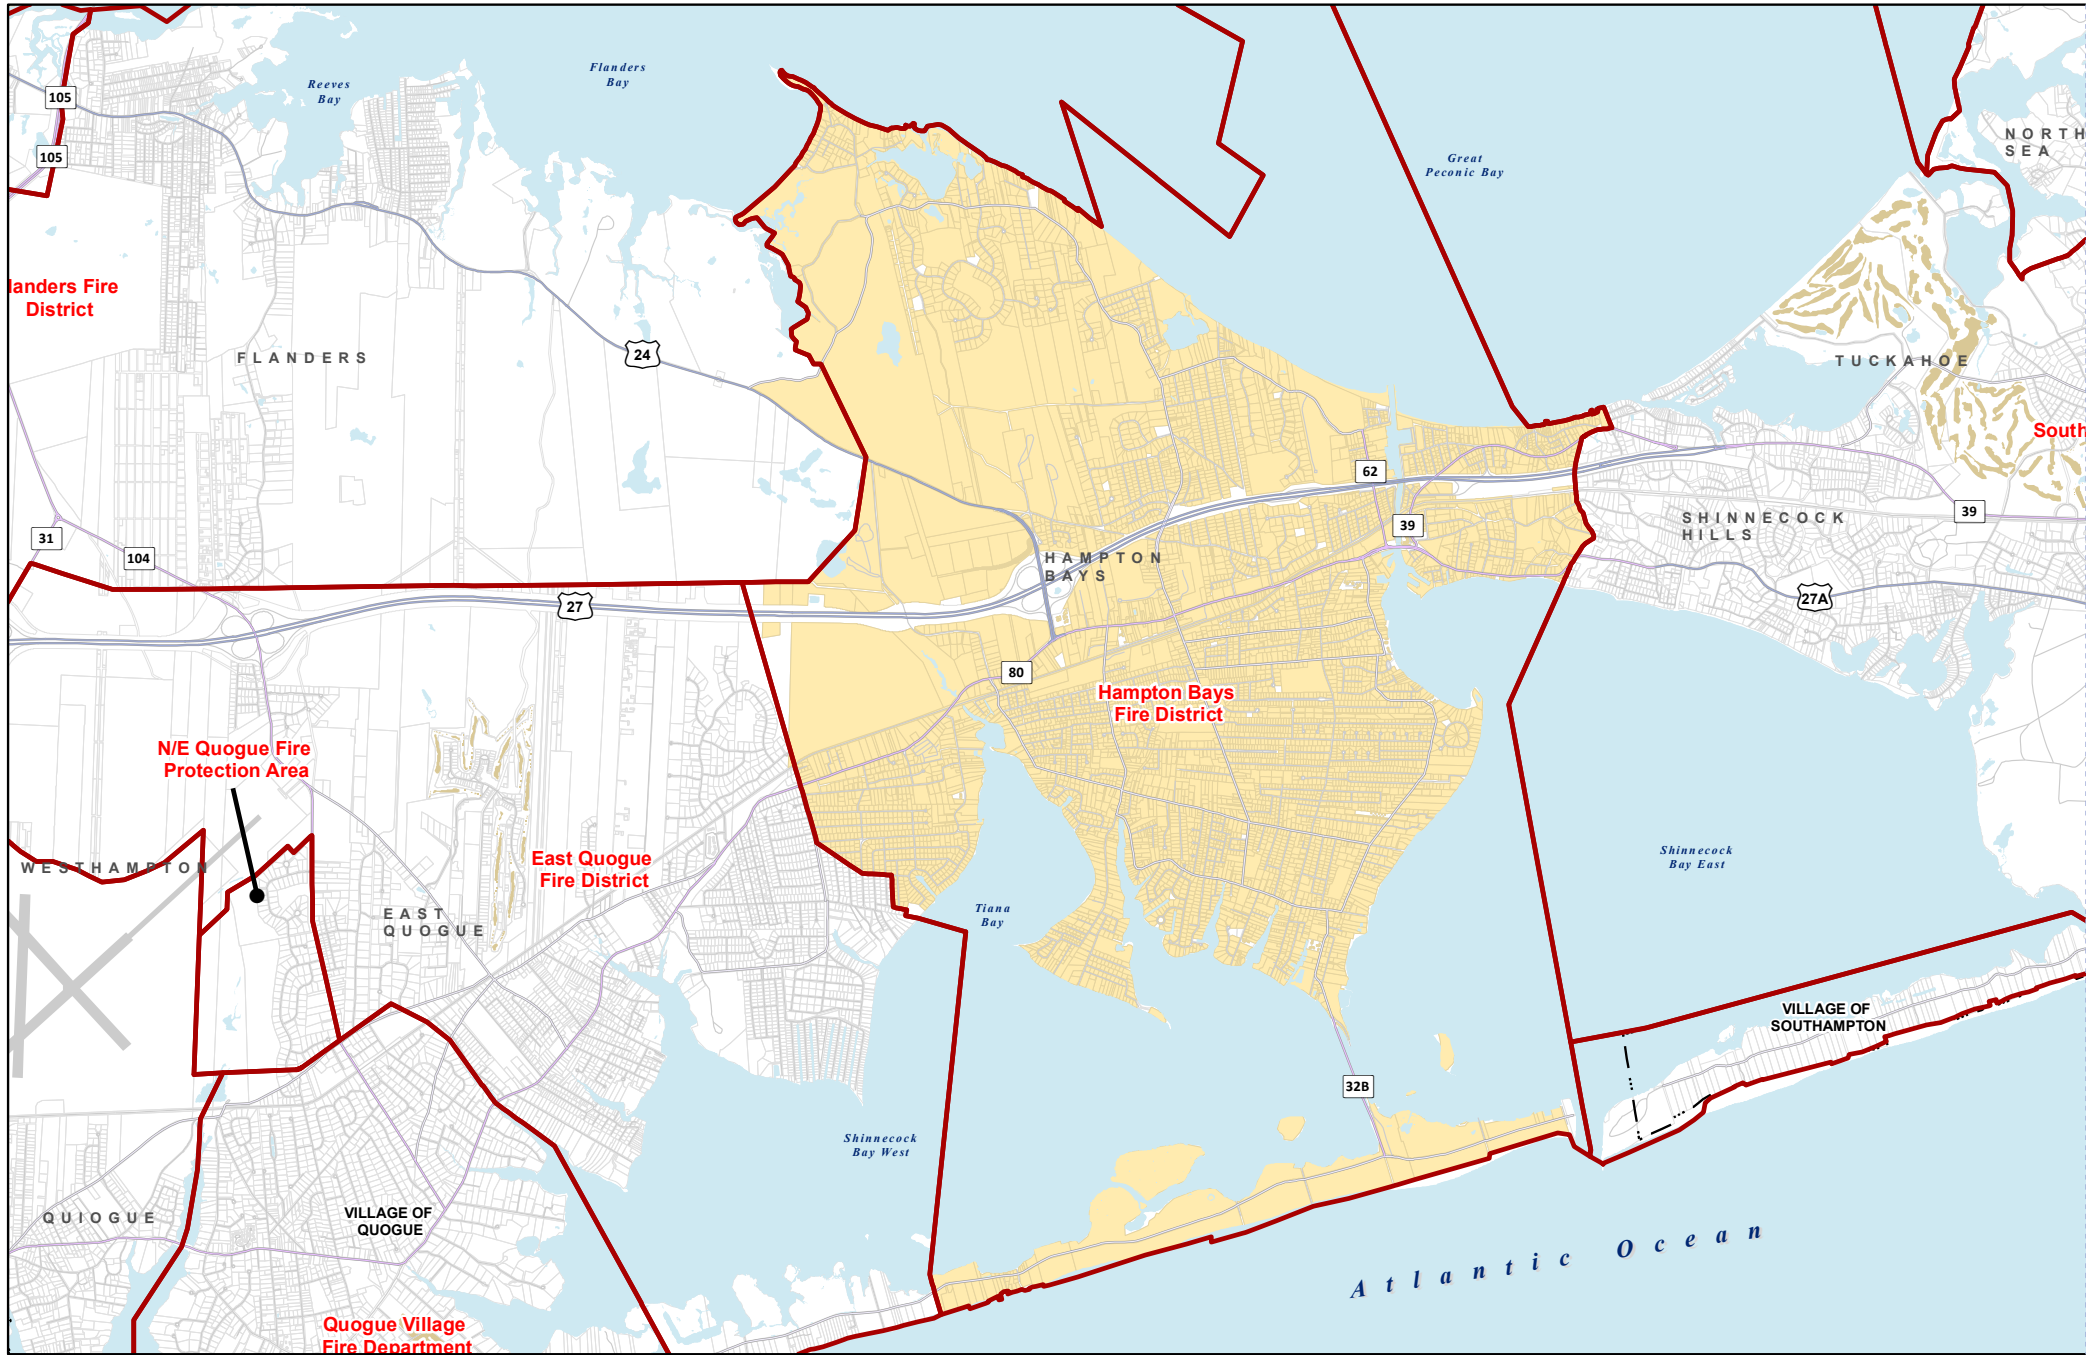 Reeves
Bay
Flanders
Bay
105
105
Great
Peconic Bay
NORTH
SEA
landers Fire
District
FLANDERS
24
TUCKAHOE
South
62
39
39
SHINNECOCK
HILLS
31
104
HAMPTON
BAYS
27
27A
80
Hampton Bays
Fire District
N/E Quogue Fire
Protection Area
WESTHAMPTON
East Quogue
Fire District
EAST
QUOGUE
Tiana
Bay
Shinnecock
Bay East
VILLAGE OF
SOUTHAMPTON
32B
Shinnecock
Bay West
QUIOGUE
VILLAGE OF
QUOGUE
Atlantic Ocean
Quogue Village
Fire Department